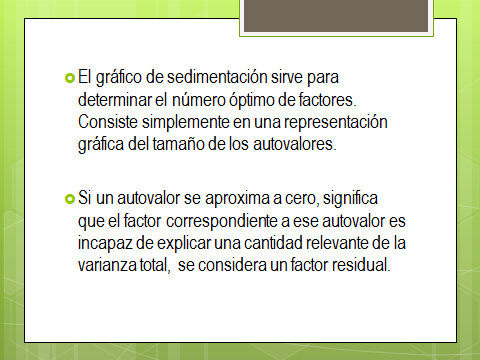 El gráfico de sedimentación sirve para
determinar el número óptimo de factores.
Consiste simplemente en una representación
gráfica del tamaño de los autovalores.
Si un autovalor se aproxima a cero, significa
que el factor correspondiente a ese autovalor es
incapaz de explicar una cantidad relevante de la
varianza total, se considera un factor residual.